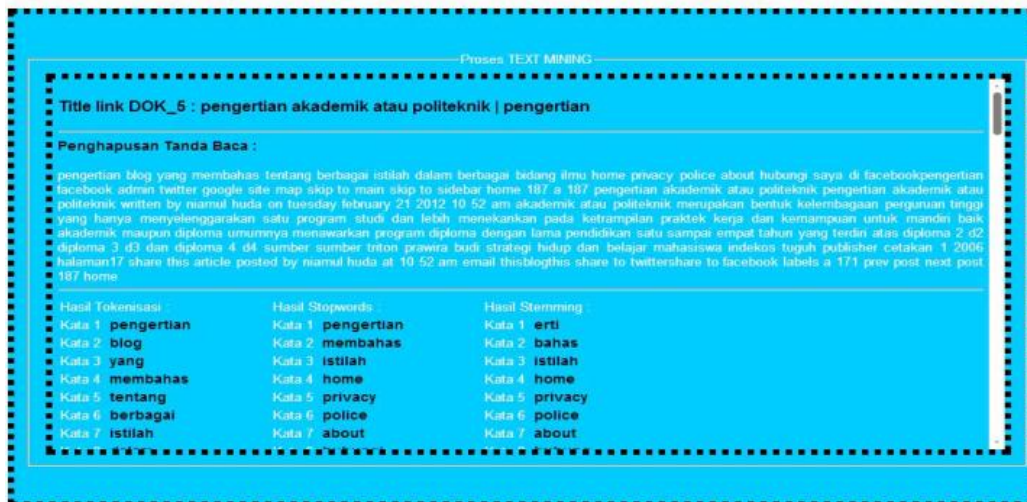 Proses TEXT MINING
Title link DOK_5 : pengertian akademik atau politeknik | pengertian
Penghapusan Tanda Baca :
pengertian blog yang membahas tentang berbagai istilah dalam berbagai bidang ilmu home privacy police about hubungi saya di facebookpengertian
facebook admin twitter google site map skip to main skip to sidebar home 187 a 187 pengertian akademik atau politeknik pengertian akademik atau
politeknik written by niamul huda on tuesday february 21 2012 10 52 am akademik atau politeknik merupakan bentuk kelembagaan perguruan tinggi
yang hanya menyelenggarakan satu program studi dan lebih menekankan pada ketrampilan praktek kerja dan kemampuan untuk mandiri baik
akademik maupun diploma umumnya menawarkan program diploma dengan lama pendidikan satu sampai empat tahun yang terdiri atas diploma 2 d2
diploma 3 d3 dan diploma 4 d4 sumber sumber triton prawira budi strategi hidup dan belajar mahasiswa indekos tuguh publisher cetakan 1 2006
halaman17 share this article posted by niamul huda at 10 52 am email thisblogthis share to twittershare to facebook labels a 171 prev post next post
187 home
Hasil Tokenisasi : Hasil Stopwords : Hasil Stemming :
Kata 1 pengertian Kata 1 pengertian Kata 1 erti
Kata 2 blog Kata 2 membahas Kata 2 bahas
Kata 3 yang Kata 3 istilah Kata 3 istilah
Kata 4 membahas Kata 4 home Kata 4 home
Kata 5 tentang Kata 5 privacy Kata 5 privacy
Kata 6 berbagai Kata 6 police Kata 6 police
Kata 7 istilah Kata 7 about Kata 7 about